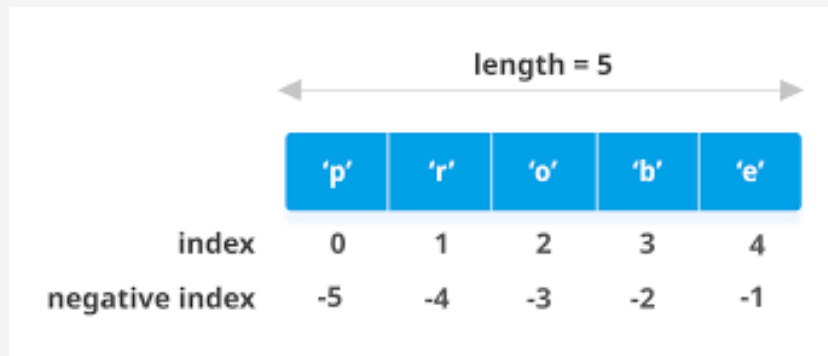 length = 5
‘p’ ‘r’ ‘o’ ‘b’ ‘e’
index 0 1 2 3 4
negative index -5 -4 -3 -2 -1